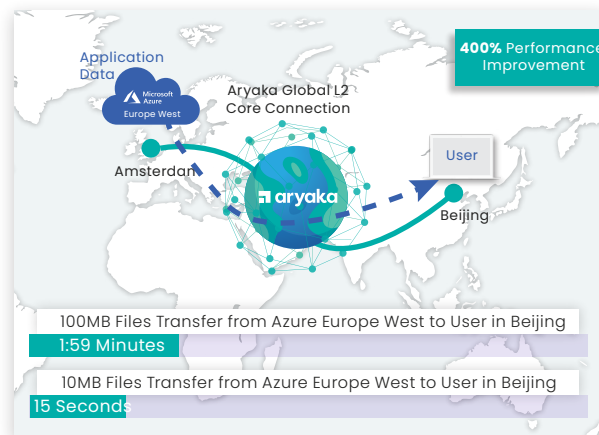 400% Performance
Improvement
Application
Data
Microsoft
Azure
Europe West
Aryaka Global L2
Core Connection
User
Amsterdan
aryaka
Beijing
100MB Files Transfer from Azure Europe West to User in Beijing
1:59 Minutes
10MB Files Transfer from Azure Europe West to User in Beijing
15 Seconds